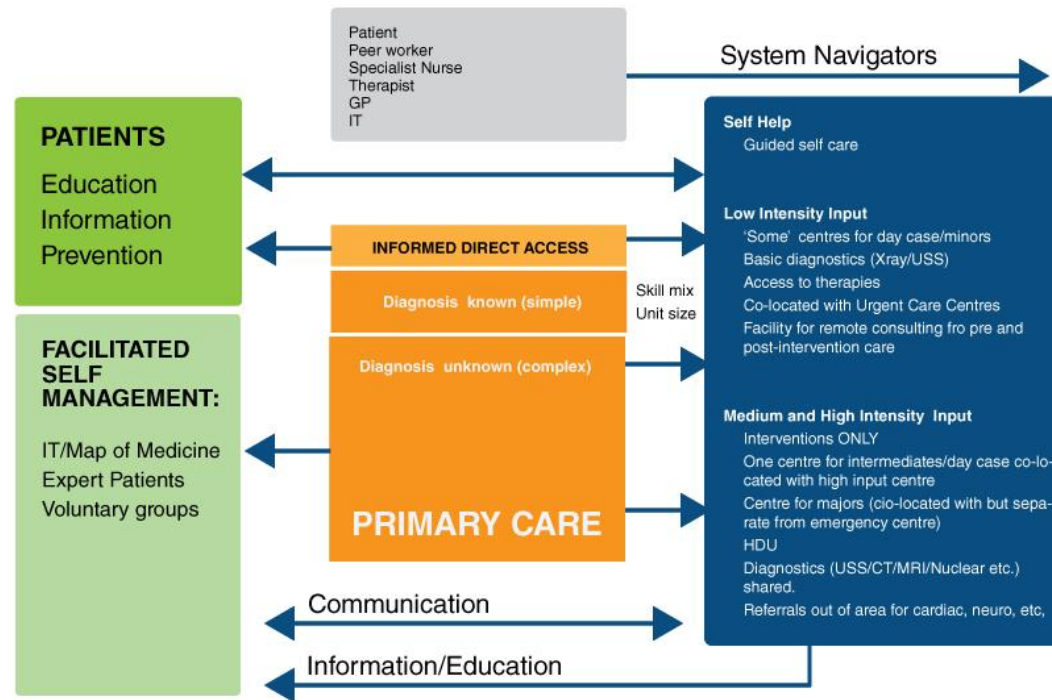 Patient
Peer worker
Specialist Nurse
Therapist
GP
IT
System Navigators
PATIENTS
Education
Information
Prevention
FACILITATED
SELF
MANAGEMENT:
IT/Map of Medicine
Expert Patients
Voluntary groups
INFORMED DIRECT ACCESS
Diagnosis known (simple)
Diagnosis unknown (complex)
PRIMARY CARE
Skill mix
Unit size
Self Help
Guided self care
Low Intensity Input
'Some' centres for day case/minors
Basic diagnostics (Xray/USS)
Access to therapies
Co-located with Urgent Care Centres
Facility for remote consulting fro pre and
post-intervention care
Medium and High Intensity Input
Interventions ONLY
One centre for intermediates/day case co-lo-
cated with high input centre
Centre for majors (cio-located with but sepa-
rate from emergency centre)
HDU
Diagnostics (USS/CT/MRI/Nuclear etc.)
shared.
Referrals out of area for cardiac, neuro, etc,
Communication
Information/Education